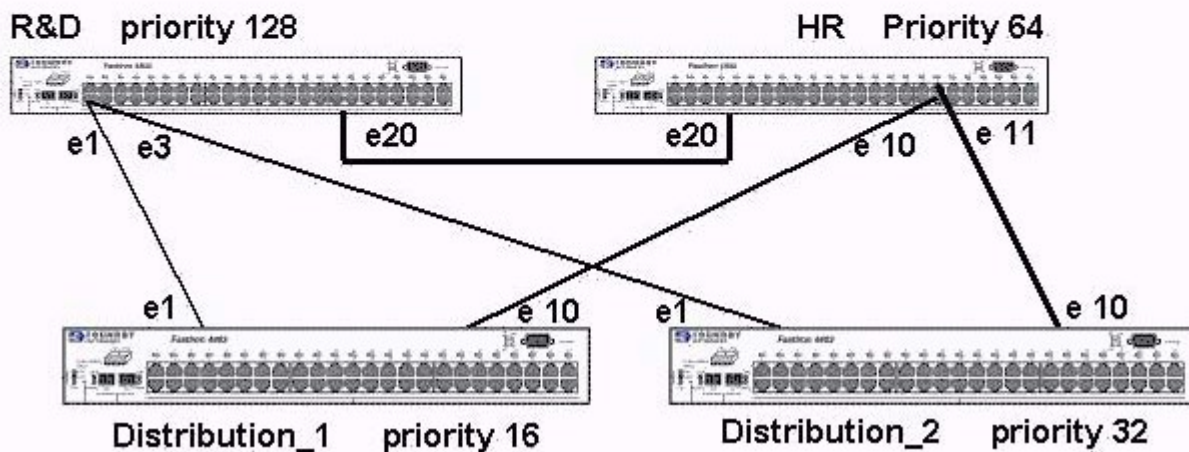 R&D priority 128
HR Priority 64
e1
e3
e20
e20
e 10
e 11
e1
e 10
e1
e 10
Distribution_1 priority 16
Distribution_2 priority 32